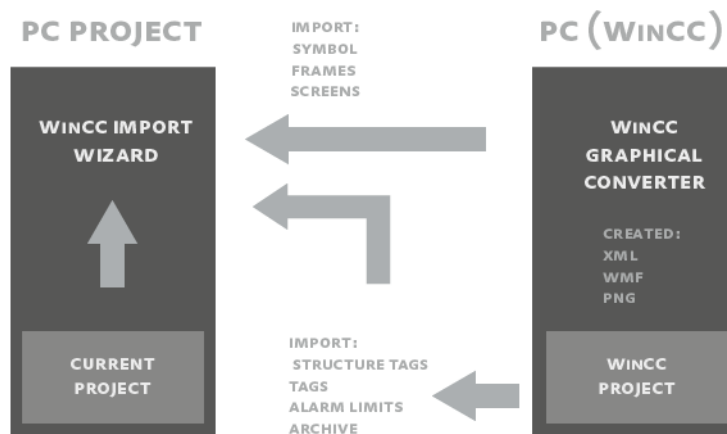 PC PROJECT
WINCC IMPORT
WIZARD
CURRENT
PROJECT
IMPORT:
SYMBOL
FRAMES
SCREENS
IMPORT:
STRUCTURE TAGS
TAGS
ALARM LIMITS
ARCHIVE
PC (WINCC)
WINCC
GRAPHICAL
CONVERTER
CREATED:
XML
WMF
PNG
WINCC
PROJECT